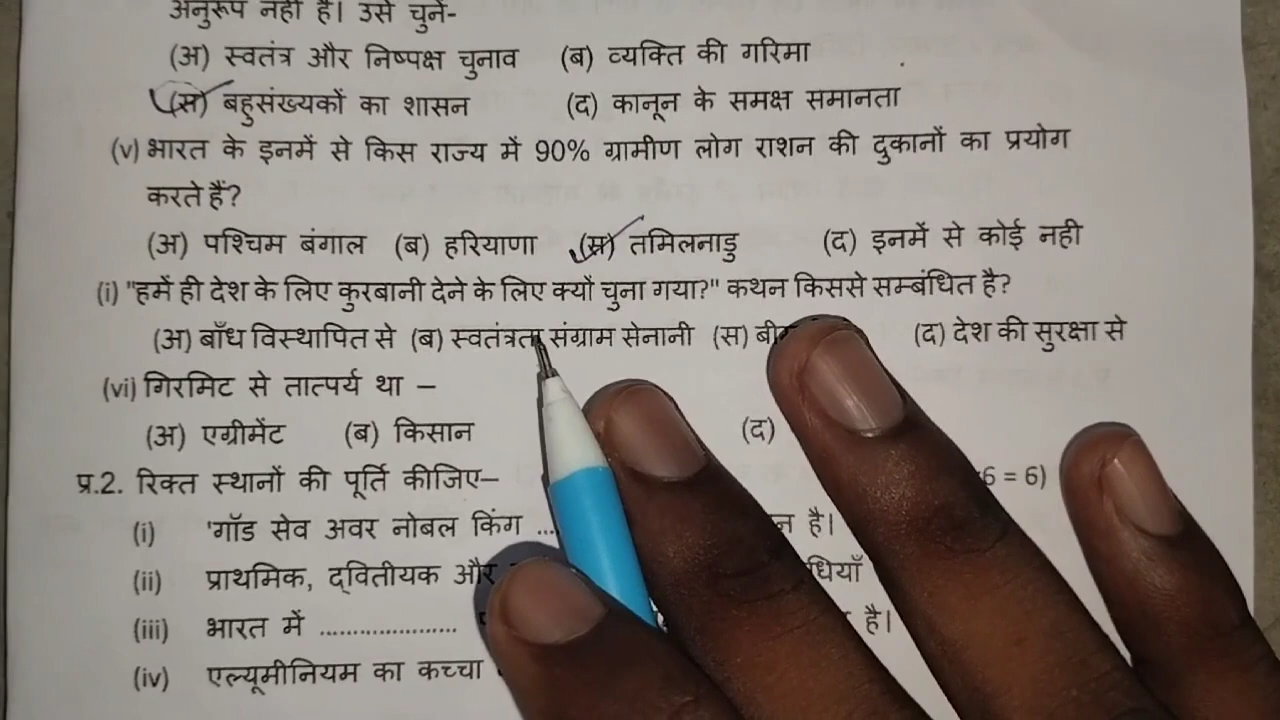 अनुरूप नहीं है। उसे चुनें-
(अ) स्वतंत्र और निष्पक्ष चुनाव (ब) व्यक्ति की गरिमा
(स) बहुसंख्यकों का शासन (द) कानून के समक्ष समानता
(v) भारत के इनमें से किस राज्य में 90% ग्रामीण लोग राशन की दुकानों का प्रयोग
करते हैं?
(अ) पश्चिम बंगाल (ब) हरियाणा (स) तमिलनाडु (द) इनमें से कोई नही
(i) "हमें ही देश के लिए कुरबानी देने के लिए क्यों चुना गया?" कथन किससे सम्बंधित है?
(अ) बाँध विस्थापित से (ब) स्वतंत्रता संग्राम सेनानी (स) (द) देश की सुरक्षा से
(vi) गिरमिट से तात्पर्य था –
(अ) एग्रीमेंट (ब) किसान (द)
प्र.2. रिक्त स्थानों की पूर्ति कीजिए– 6 = 6)
(i) 'गॉड सेव अवर नोबल किंग .... है।
(ii) प्राथमिक, द्वितीयक और
(iii) भारत में ..................... है।
(iv) एल्यूमीनियम का कच्चा